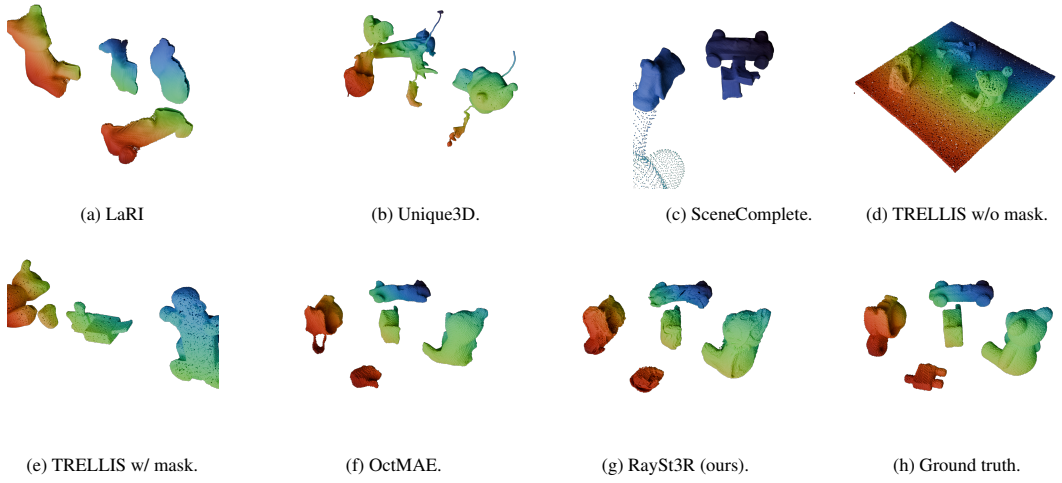 (a) LaRI
(b) Unique3D.
(c) SceneComplete.
(d) TRELLIS w/o mask.
(e) TRELLIS w/ mask.
(f) OctMAE.
(g) RaySt3R (ours).
(h) Ground truth.